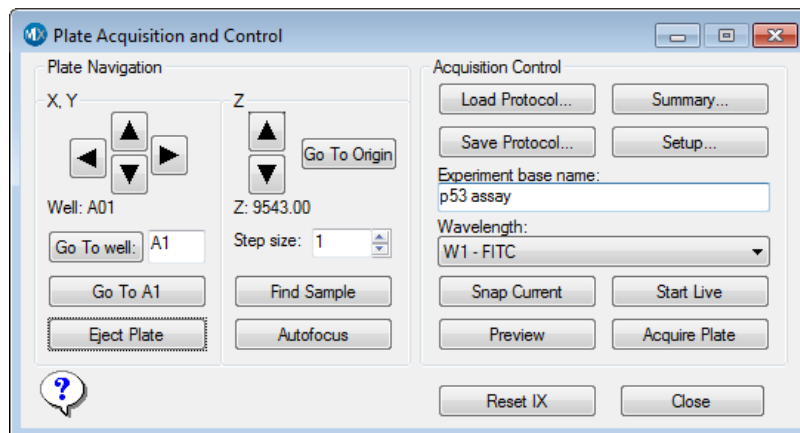 MX Plate Acquisition and Control
Plate Navigation
X, Y
Z
Go To Origin
Well: A01
Z: 9543.00
Go To well: A1
Step size: 1
Go To A1
Find Sample
Eject Plate
Autofocus
Acquisition Control
Load Protocol...
Summary...
Save Protocol...
Setup...
Experiment base name:
p53 assay
Wavelength:
W1 - FITC
Snap Current
Start Live
Preview
Acquire Plate
?
Reset IX
Close